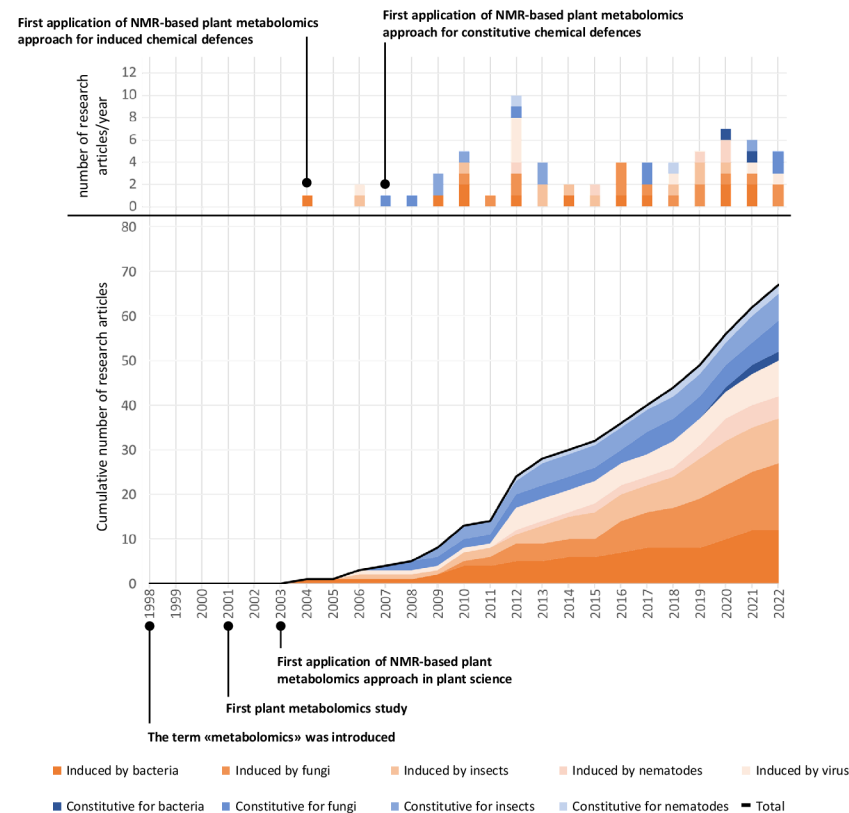 First application of NMR-based plant metabolomics
approach for induced chemical defences
First application of NMR-based plant metabolomics
approach for constitutive chemical defences
number of research
articles/year
12
10
8
6
4
2
0
Cumulative number of research articles
80
70
60
50
40
30
20
10
0
1998
1999
2000
2001
2002
2003
2004
2005
2006
2007
2008
2009
2010
2011
2012
2013
2014
2015
2016
2017
2018
2019
2020
2021
2022
First application of NMR-based plant
metabolomics approach in plant science
First plant metabolomics study
The term «metabolomics» was introduced
Induced by bacteria
Induced by fungi
Induced by insects
Induced by nematodes
Induced by virus
Constitutive for bacteria
Constitutive for fungi
Constitutive for insects
Constitutive for nematodes
Total